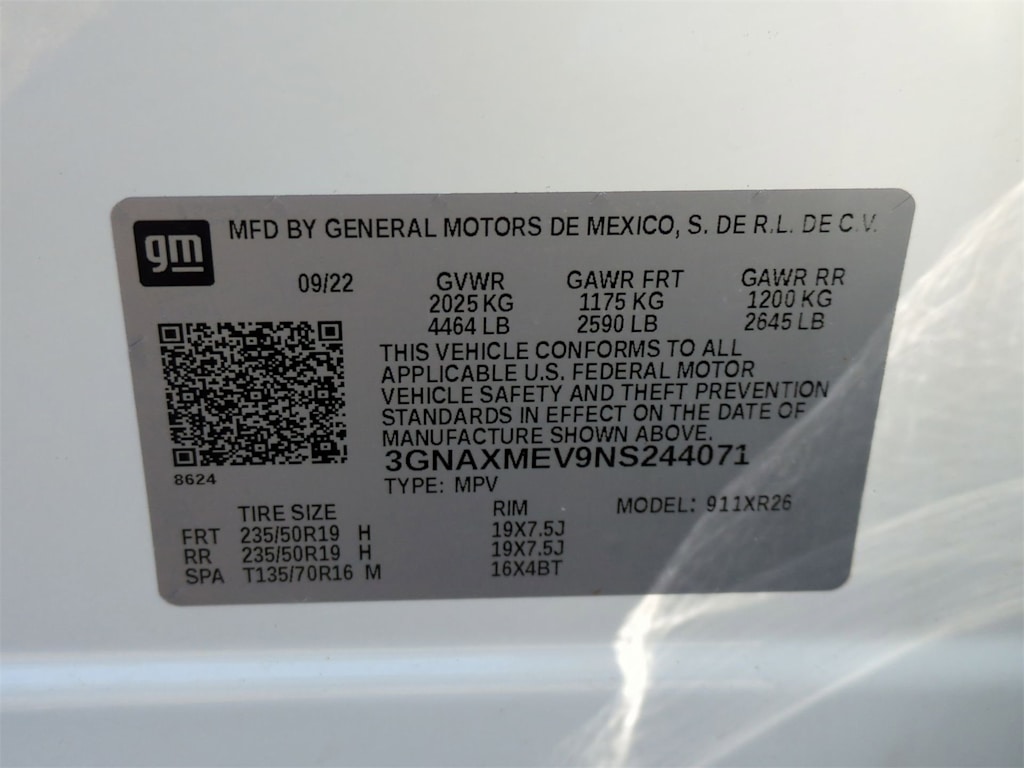 gm
MFD BY GENERAL MOTORS DE MEXICO, S. DE R.L. DE C.V.
09/22 GVWR GAWR FRT GAWR RR
2025 KG 1175 KG 1200 KG
4464 LB 2590 LB 2645 LB
THIS VEHICLE CONFORMS TO ALL
APPLICABLE U.S. FEDERAL MOTOR
VEHICLE SAFETY AND THEFT PREVENTION
STANDARDS IN EFFECT ON THE DATE OF
MANUFACTURE SHOWN ABOVE.
3GNAXMEV9NS244071
8624
TYPE: MPV
TIRE SIZE RIM MODEL: 911XR26
FRT 235/50R19 H 19X7.5J
RR 235/50R19 H 19X7.5J
SPA T135/70R16 M 16X4BT